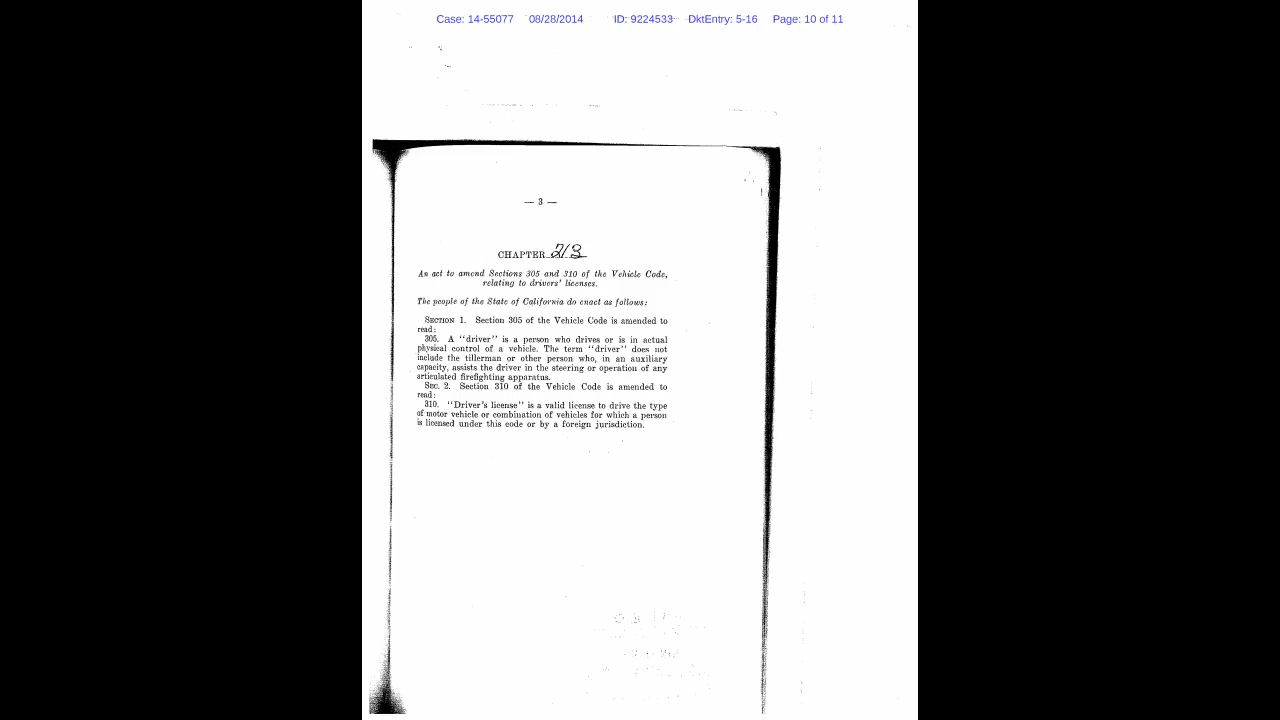 Case: 14-55077 08/28/2014 ID: 9224533 DktEntry: 5-16 Page: 10 of 11
— 3 —
CHAPTER 213
An act to amend Sections 305 and 310 of the Vehicle Code,
relating to drivers' licenses.
The people of the State of California do enact as follows:
SECTION 1. Section 305 of the Vehicle Code is amended to
read:
305. A "driver" is a person who drives or is in actual
physical control of a vehicle. The term "driver" does not
include the tillerman or other person who, in an auxiliary
capacity, assists the driver in the steering or operation of any
articulated firefighting apparatus.
SEC. 2. Section 310 of the Vehicle Code is amended to
read:
310. "Driver's license" is a valid license to drive the type
of motor vehicle or combination of vehicles for which a person
is licensed under this code or by a foreign jurisdiction.